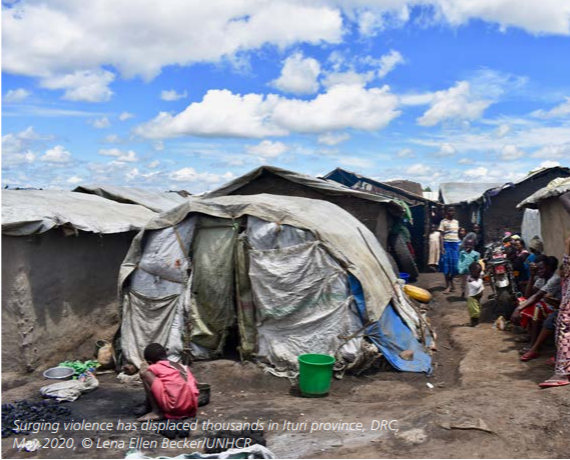 Surging violence has displaced thousands in Ituri province, DRC,
May 2020. © Lena Ellen Becker/UNHCR